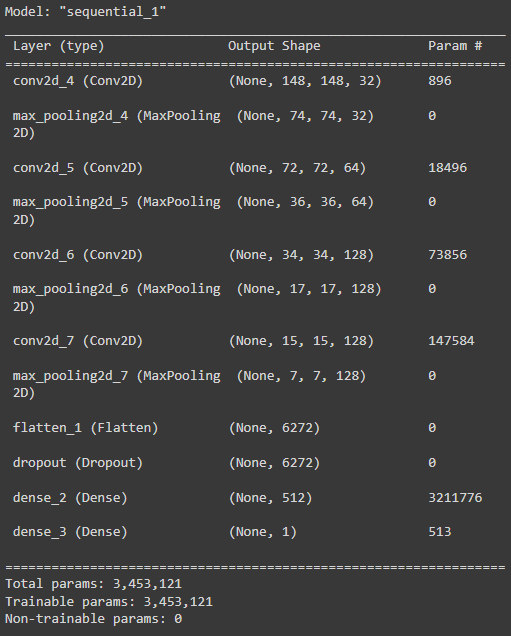 Model: "sequential_1"
_________________________________________________________________
Layer (type) Output Shape Param #
=================================================================
conv2d_4 (Conv2D) (None, 148, 148, 32) 896
max_pooling2d_4 (MaxPooling (None, 74, 74, 32) 0
2D)
conv2d_5 (Conv2D) (None, 72, 72, 64) 18496
max_pooling2d_5 (MaxPooling (None, 36, 36, 64) 0
2D)
conv2d_6 (Conv2D) (None, 34, 34, 128) 73856
max_pooling2d_6 (MaxPooling (None, 17, 17, 128) 0
2D)
conv2d_7 (Conv2D) (None, 15, 15, 128) 147584
max_pooling2d_7 (MaxPooling (None, 7, 7, 128) 0
2D)
flatten_1 (Flatten) (None, 6272) 0
dropout (Dropout) (None, 6272) 0
dense_2 (Dense) (None, 512) 3211776
dense_3 (Dense) (None, 1) 513
=================================================================
Total params: 3,453,121
Trainable params: 3,453,121
Non-trainable params: 0